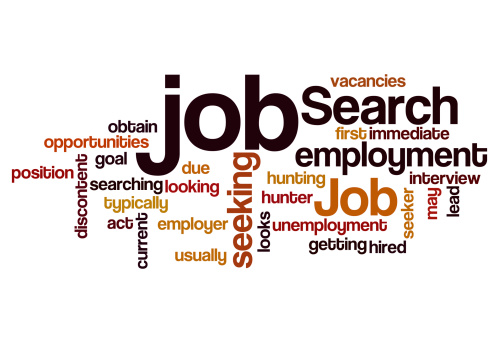 vacancies
job
Search
obtain
first
immediate
opportunities
goal
employment
position
discontent
due
seeking
searching
looking
hunting
interview
typically
hunter
Job
seeker
may
lead
act
current
employer
looks
unemployment
usually
getting
hired